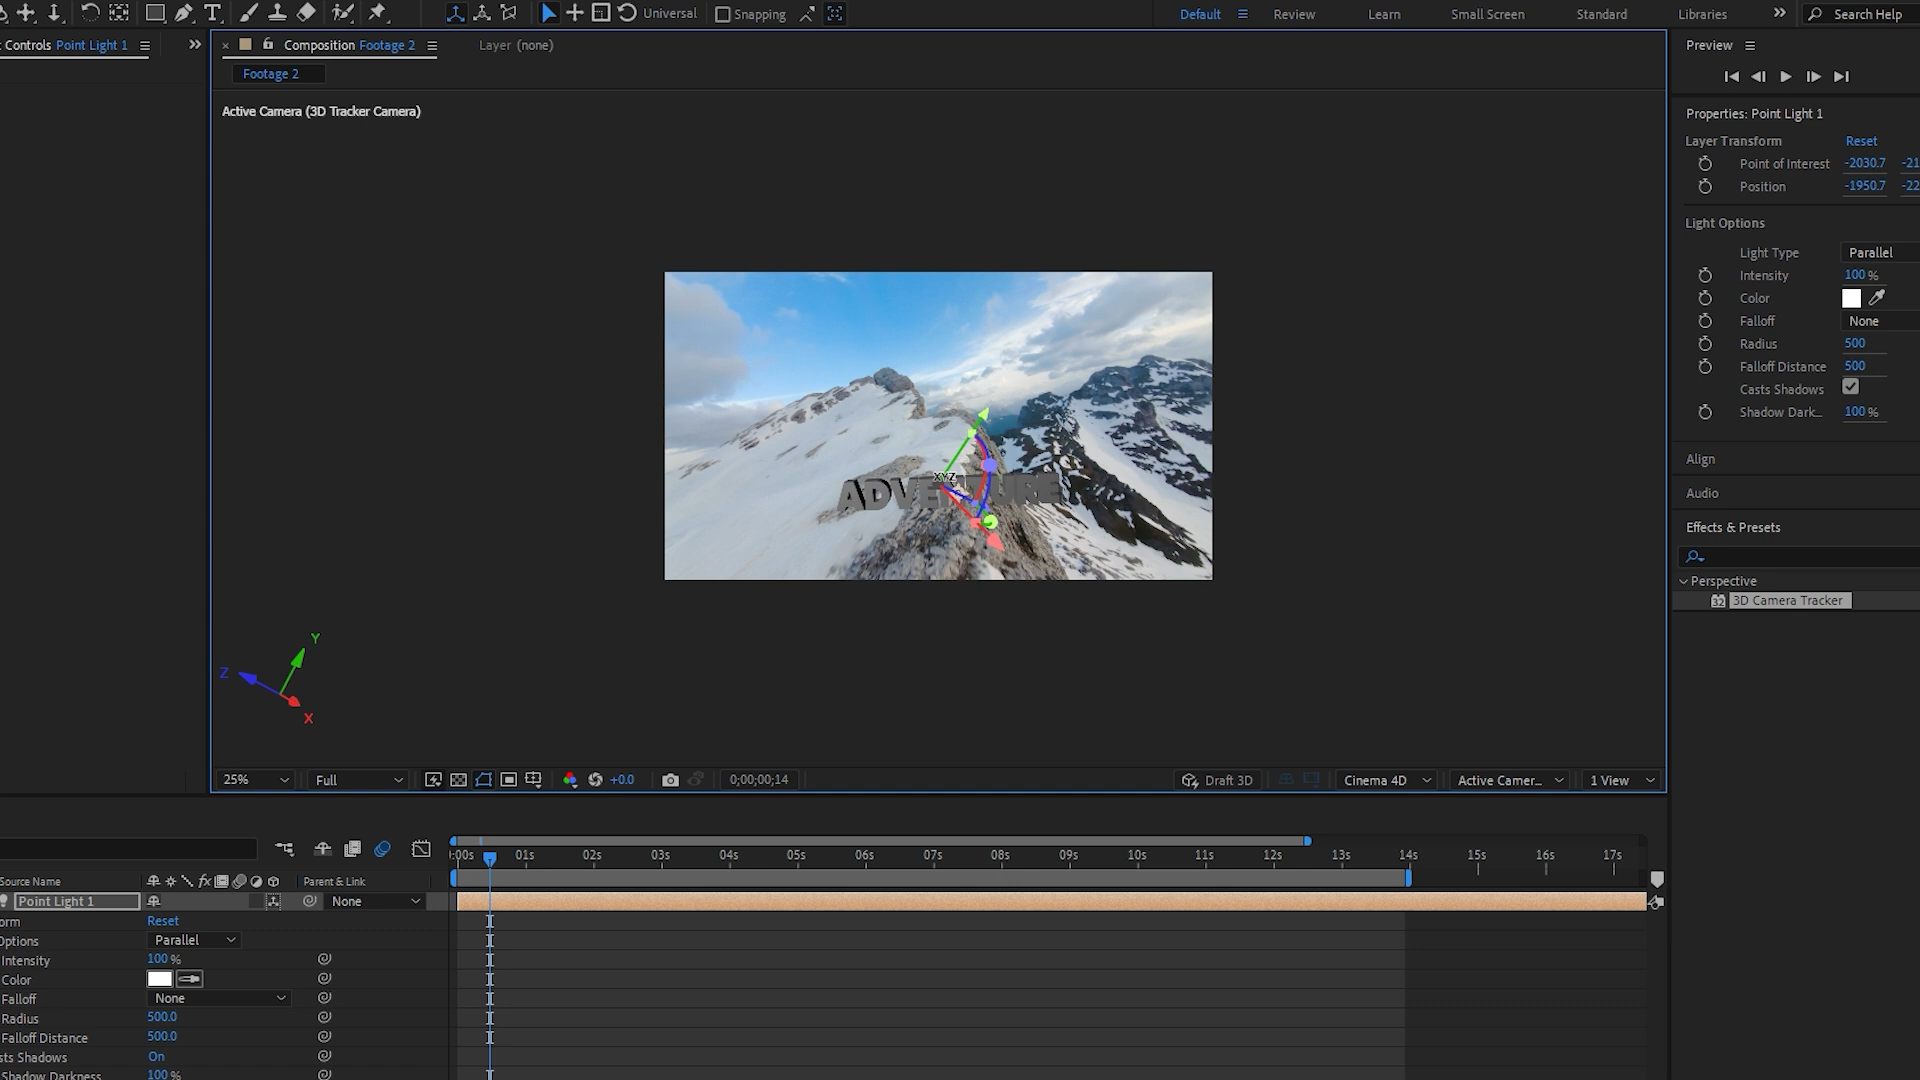 Universal Snapping Default Review Learn Small Screen Standard Libraries Search Help
Controls Point Light 1
Composition Footage 2
Layer (none)
Footage 2
Active Camera (3D Tracker Camera)
ADVENTURE
XYZ
Y
Z
X
25% Full +0.0 0;00;00;14 Draft 3D Cinema 4D Active Camer... 1 View
Preview
Properties: Point Light 1
Layer Transform Reset
Point of Interest -2030.7 -21
Position -1950.7 -22
Light Options
Light Type Parallel
Intensity 100 %
Color
Falloff None
Radius 500
Falloff Distance 500
Casts Shadows
Shadow Dark... 100 %
Align
Audio
Effects & Presets
Perspective
32 3D Camera Tracker
:00s 01s 02s 03s 04s 05s 06s 07s 08s 09s 10s 11s 12s 13s 14s 15s 16s 17s
Source Name fx Parent & Link
Point Light 1 None
orm Reset
Options Parallel
Intensity 100 %
Color
Falloff None
Radius 500.0
Falloff Distance 500.0
sts Shadows On
Shadow Darkness 100 %